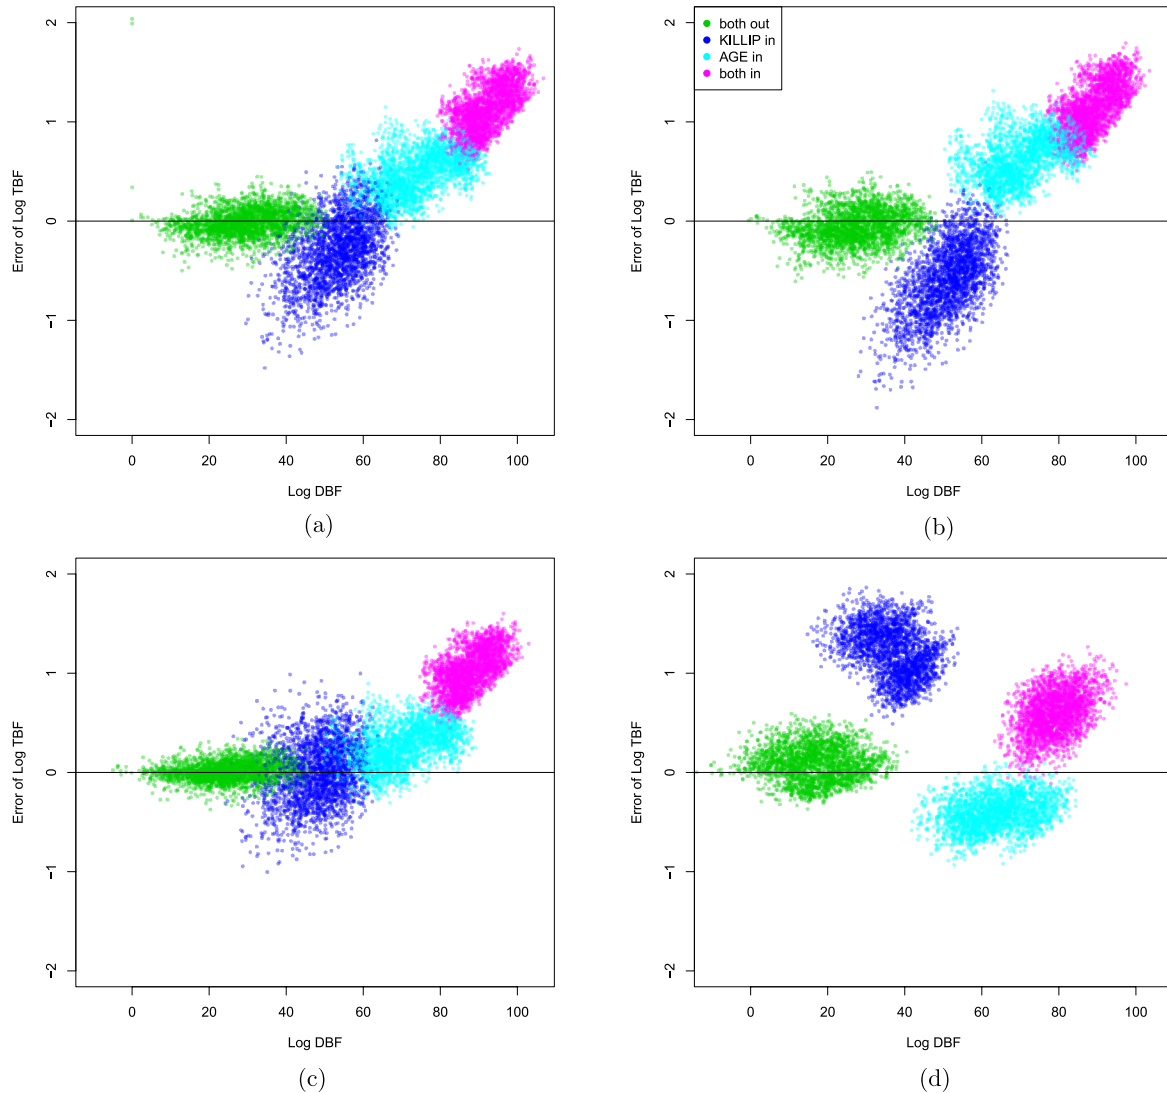 2
1
0
−1
−2
Error of Log TBF
0 20 40 60 80 100
Log DBF
(a)
both out
KILLIP in
AGE in
both in
2
1
0
−1
−2
Error of Log TBF
0 20 40 60 80 100
Log DBF
(b)
2
1
0
−1
−2
Error of Log TBF
0 20 40 60 80 100
Log DBF
(c)
2
1
0
−1
−2
Error of Log TBF
0 20 40 60 80 100
Log DBF
(d)